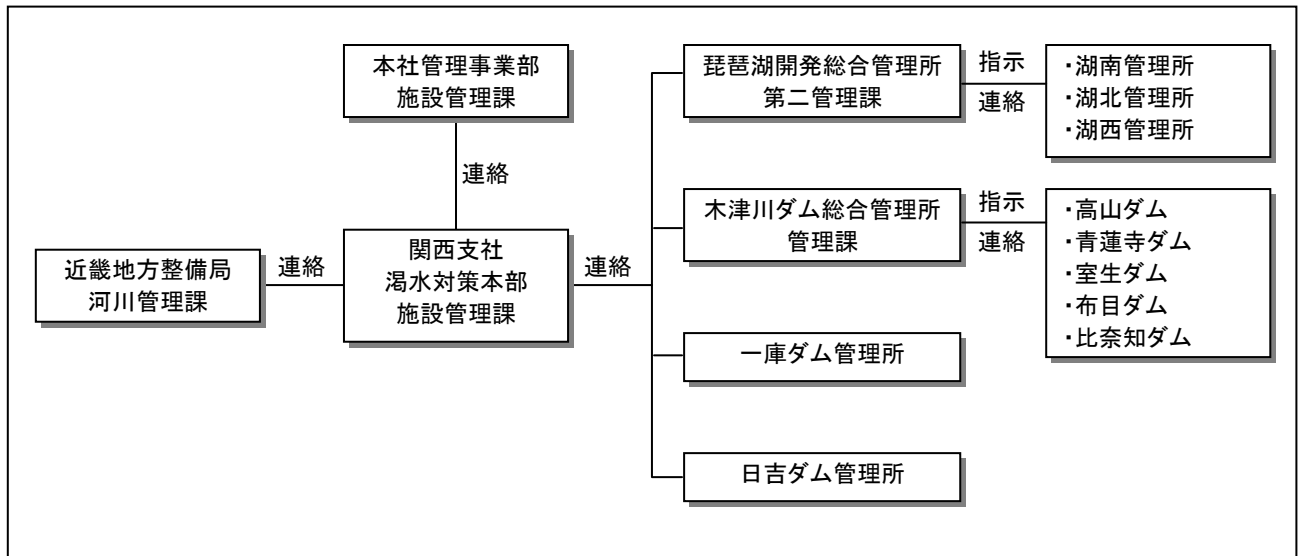 本社管理事業部
施設管理課
連絡
近畿地方整備局
河川管理課
連絡
関西支社
渇水対策本部
施設管理課
連絡
琵琶湖開発総合管理所
第二管理課
指示
連絡
・湖南管理所
・湖北管理所
・湖西管理所
木津川ダム総合管理所
管理課
指示
連絡
・高山ダム
・青蓮寺ダム
・室生ダム
・布目ダム
・比奈知ダム
一庫ダム管理所
日吉ダム管理所